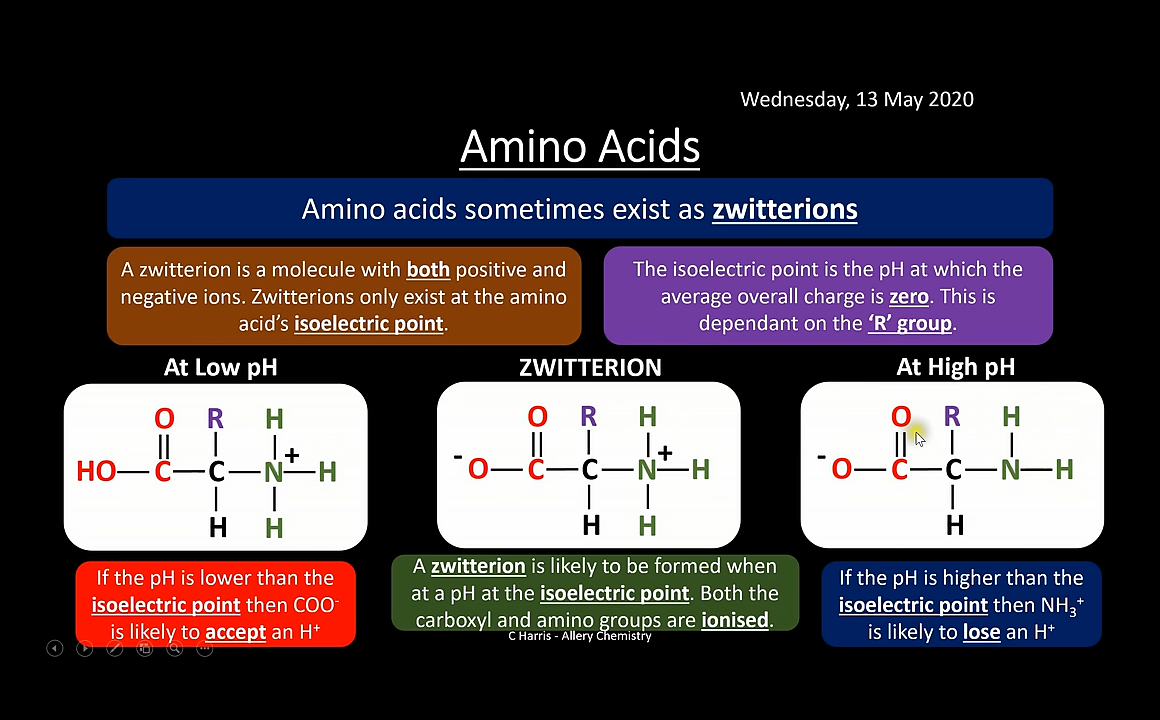 Wednesday, 13 May 2020
Amino Acids
Amino acids sometimes exist as zwitterions
A zwitterion is a molecule with both positive and
negative ions. Zwitterions only exist at the amino
acid’s isoelectric point.
The isoelectric point is the pH at which the
average overall charge is zero. This is
dependant on the ‘R’ group.
At Low pH
O R H
HO C C N + H
H H
If the pH is lower than the
isoelectric point then COO⁻
is likely to accept an H⁺
ZWITTERION
O R H
- O C C N + H
H H
A zwitterion is likely to be formed when
at a pH at the isoelectric point. Both the
carboxyl and amino groups are ionised.
At High pH
O R H
- O C C N H
H
If the pH is higher than the
isoelectric point then NH₃⁺
is likely to lose an H⁺
C Harris - Allery Chemistry